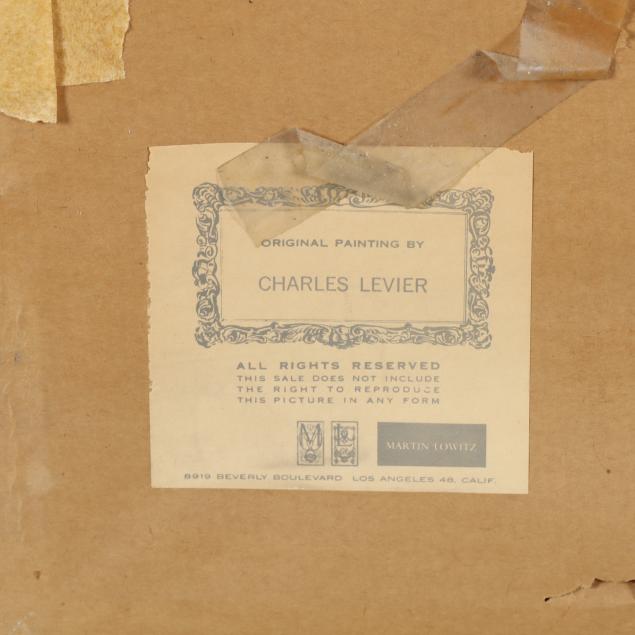 ORIGINAL PAINTING BY
CHARLES LEVIER
ALL RIGHTS RESERVED
THIS SALE DOES NOT INCLUDE
THE RIGHT TO REPRODUCE
THIS PICTURE IN ANY FORM
M L MARTIN LOWITZ
8919 BEVERLY BOULEVARD LOS ANGELES 48, CALIF.